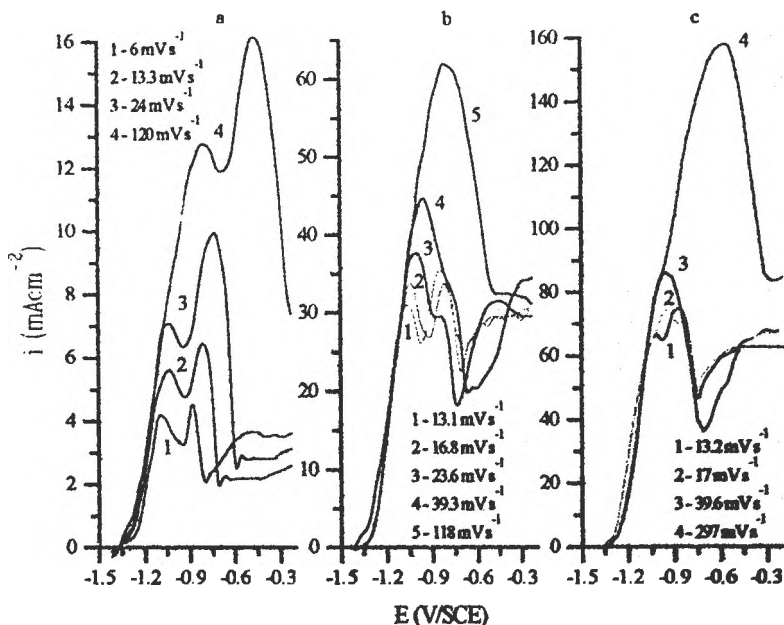 a b c
16
14
12
10
8
6
4
2
0
1 - 6 mVs⁻¹
2 - 13.3 mVs⁻¹
3 - 24 mVs⁻¹
4 - 120 mVs⁻¹
4
3
2
1
-1.5 -1.2 -0.9 -0.6 -0.3
i (mAcm⁻²)
60
45
30
15
0
5
4
3
2
1
1 - 13.1 mVs⁻¹
2 - 16.8 mVs⁻¹
3 - 23.6 mVs⁻¹
4 - 39.3 mVs⁻¹
5 - 118 mVs⁻¹
-1.5 -1.2 -0.9 -0.6 -0.3
160
140
120
100
80
60
40
20
0
4
3
2
1
1 - 13.2 mVs⁻¹
2 - 17 mVs⁻¹
3 - 39.6 mVs⁻¹
4 - 297 mVs⁻¹
-1.5 -1.2 -0.9 -0.6 -0.3
E (V/SCE)